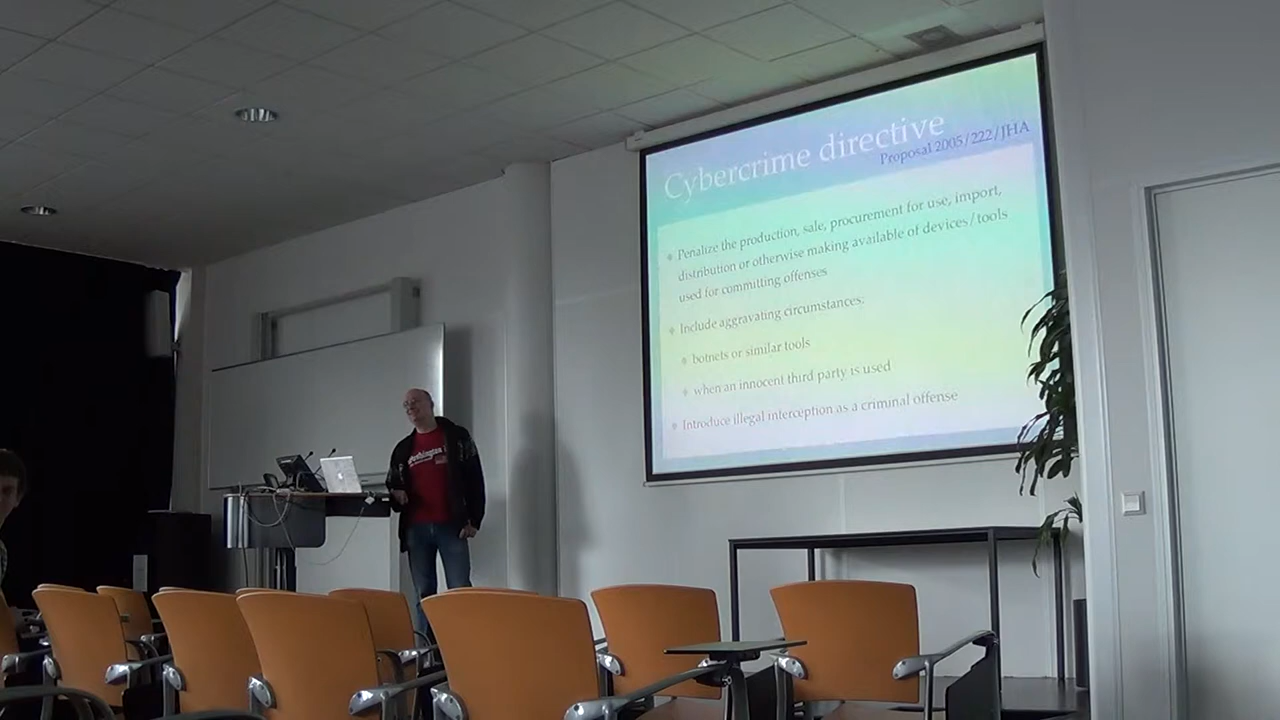 Cybercrime directive
Proposal 2005/222/JHA
Penalize the production, sale, procurement for use, import,
distribution or otherwise making available of devices/tools
used for committing offenses
Include aggravating circumstances:
botnets or similar tools
when an innocent third party is used
Introduce illegal interception as a criminal offense
Washington